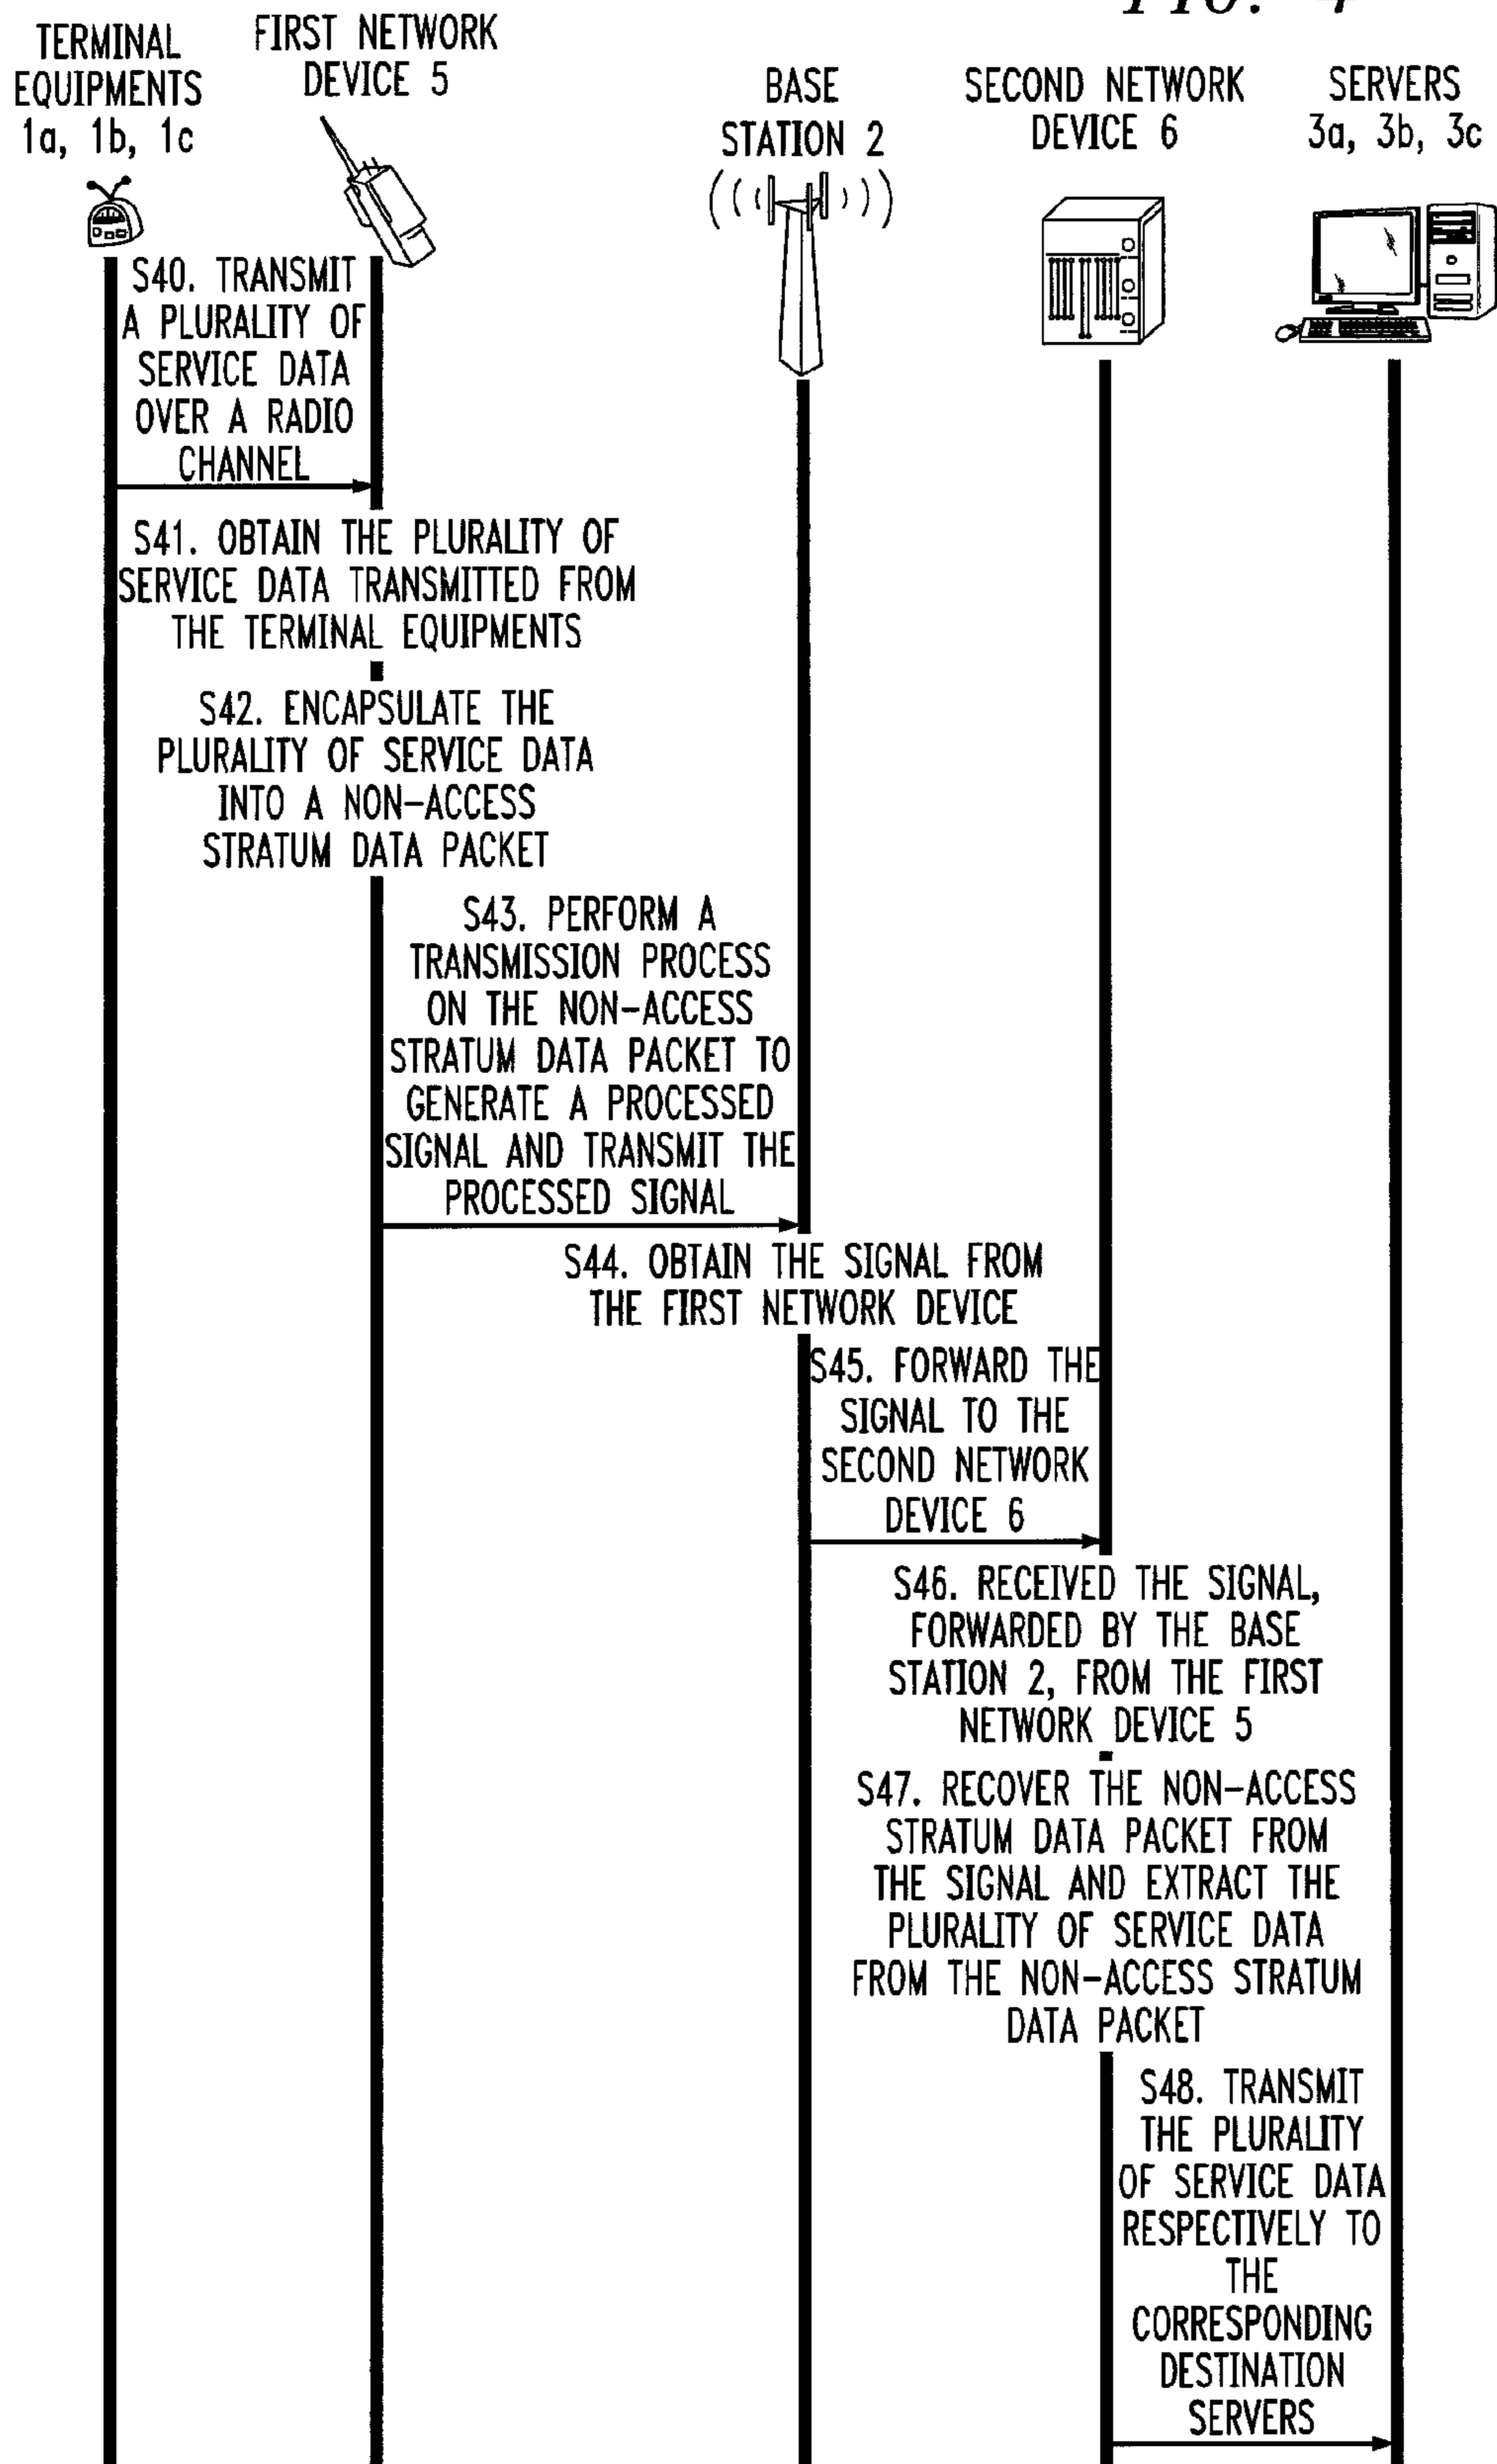 FIG. 4
TERMINAL
EQUIPMENTS
1a, 1b, 1c
FIRST NETWORK
DEVICE 5
BASE
STATION 2
SECOND NETWORK
DEVICE 6
SERVERS
3a, 3b, 3c
S40. TRANSMIT
A PLURALITY OF
SERVICE DATA
OVER A RADIO
CHANNEL
S41. OBTAIN THE PLURALITY OF
SERVICE DATA TRANSMITTED FROM
THE TERMINAL EQUIPMENTS
S42. ENCAPSULATE THE
PLURALITY OF SERVICE DATA
INTO A NON-ACCESS
STRATUM DATA PACKET
S43. PERFORM A
TRANSMISSION PROCESS
ON THE NON-ACCESS
STRATUM DATA PACKET TO
GENERATE A PROCESSED
SIGNAL AND TRANSMIT THE
PROCESSED SIGNAL
S44. OBTAIN THE SIGNAL FROM
THE FIRST NETWORK DEVICE
S45. FORWARD THE
SIGNAL TO THE
SECOND NETWORK
DEVICE 6
S46. RECEIVED THE SIGNAL,
FORWARDED BY THE BASE
STATION 2, FROM THE FIRST
NETWORK DEVICE 5
S47. RECOVER THE NON-ACCESS
STRATUM DATA PACKET FROM
THE SIGNAL AND EXTRACT THE
PLURALITY OF SERVICE DATA
FROM THE NON-ACCESS STRATUM
DATA PACKET
S48. TRANSMIT
THE PLURALITY
OF SERVICE DATA
RESPECTIVELY TO
THE
CORRESPONDING
DESTINATION
SERVERS